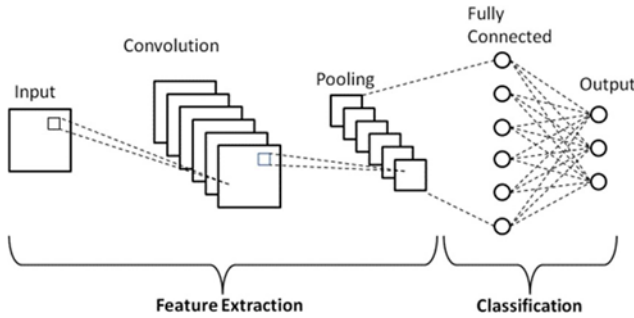 Input
Convolution
Pooling
Fully
Connected
Output
Feature Extraction
Classification